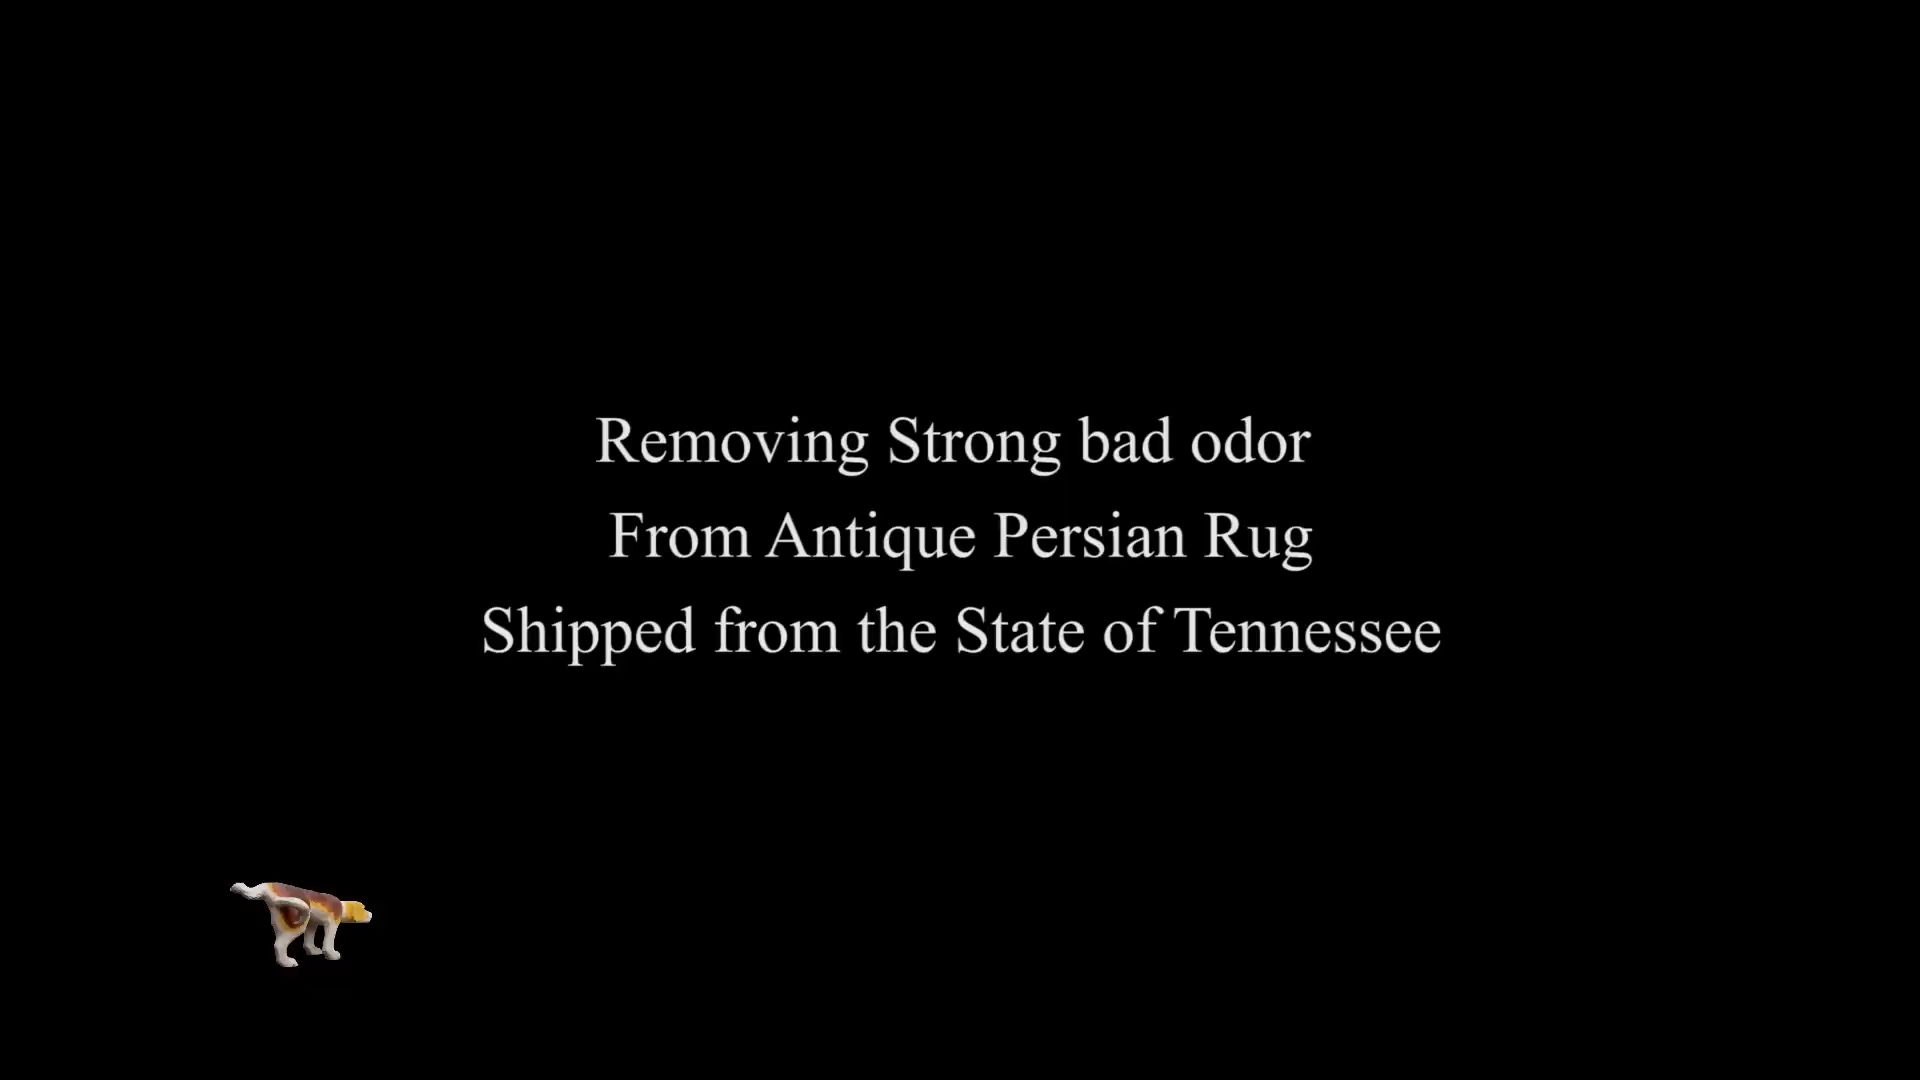 Removing Strong bad odor
From Antique Persian Rug
Shipped from the State of Tennessee